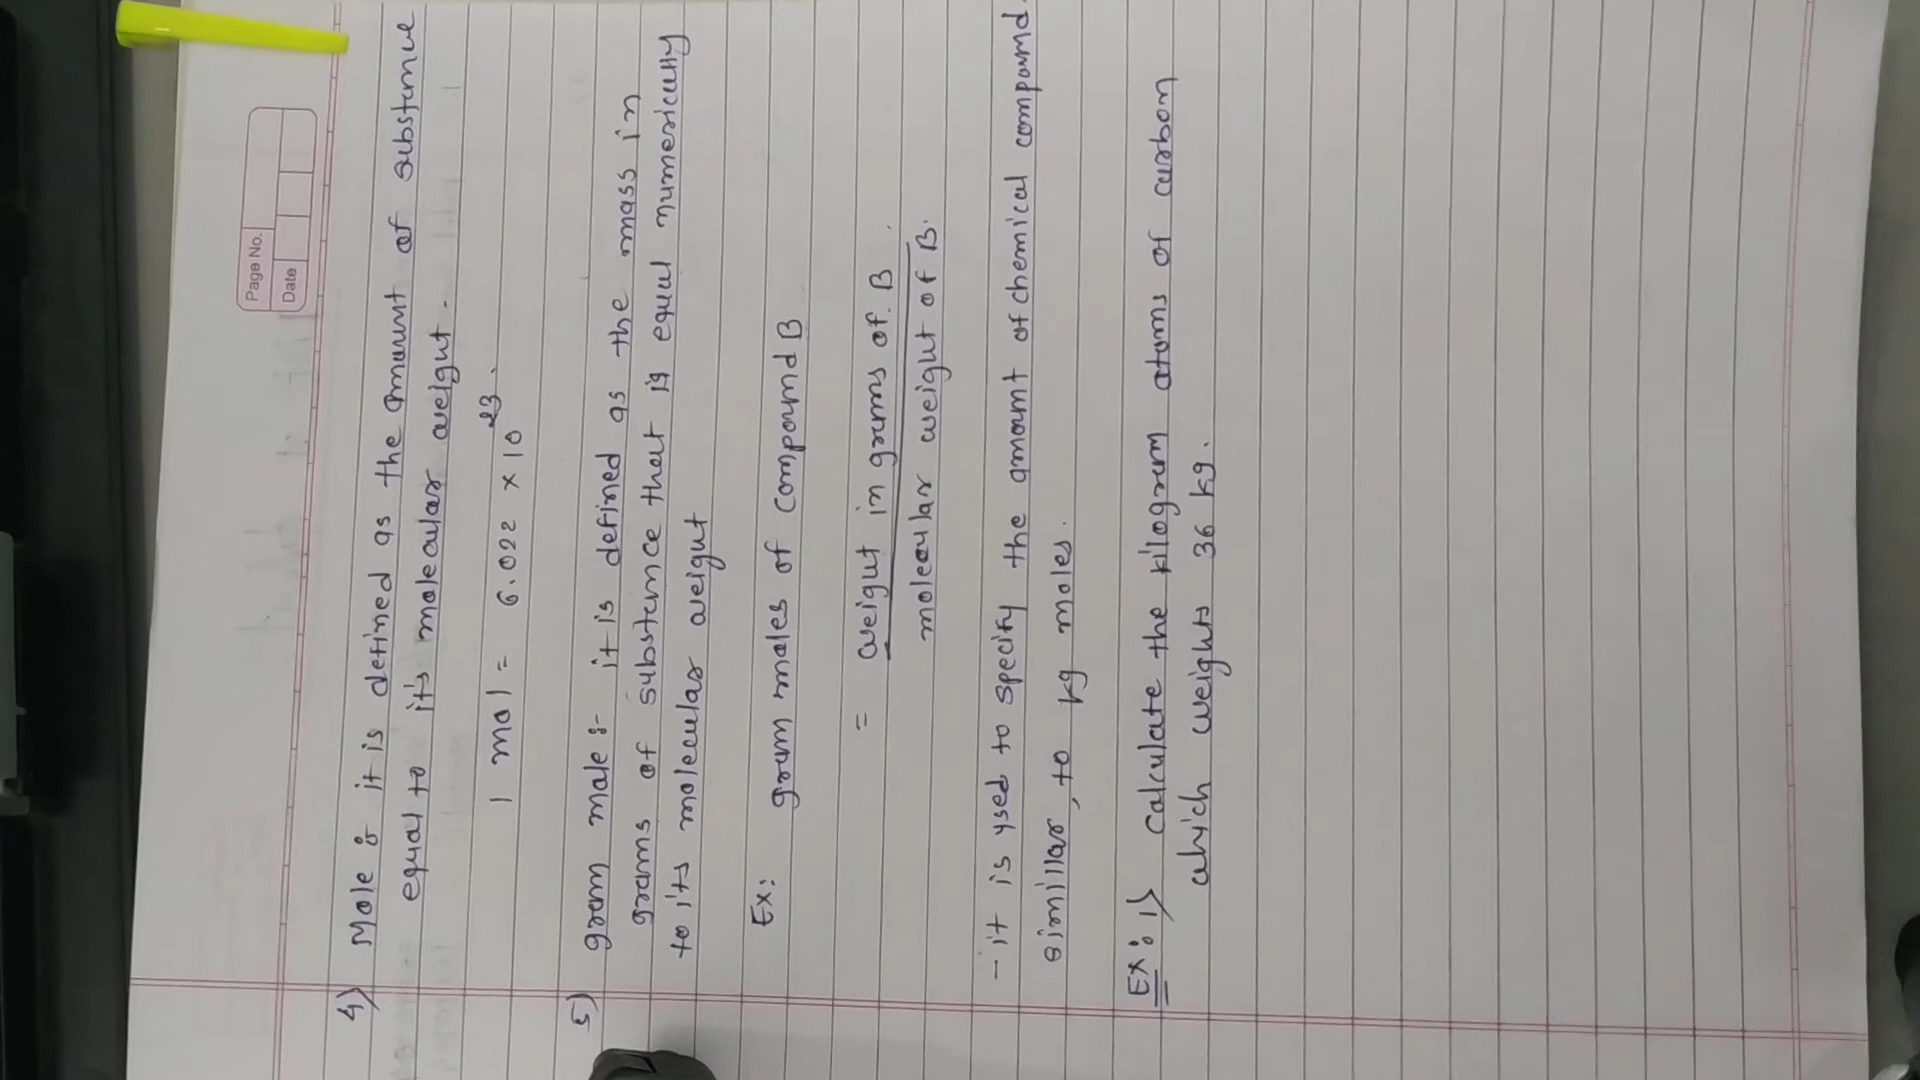 Page No.
Date
4) Mole :- it is defined as the amount of substance
equal to it's molecular weight.
1 mol = 6.022 × 10²³.
5) gram mole :- it is defined as the mass in
grams of substance that is equal numerically
to it's molecular weight
Ex: gram moles of compound B
= weight in grams of B.
molecular weight of B.
- it is used to specify the amount of chemical compound.
simillar, to kg moles.
Ex : 1) Calculate the kilogram atoms of carbon
which weights 36 kg.